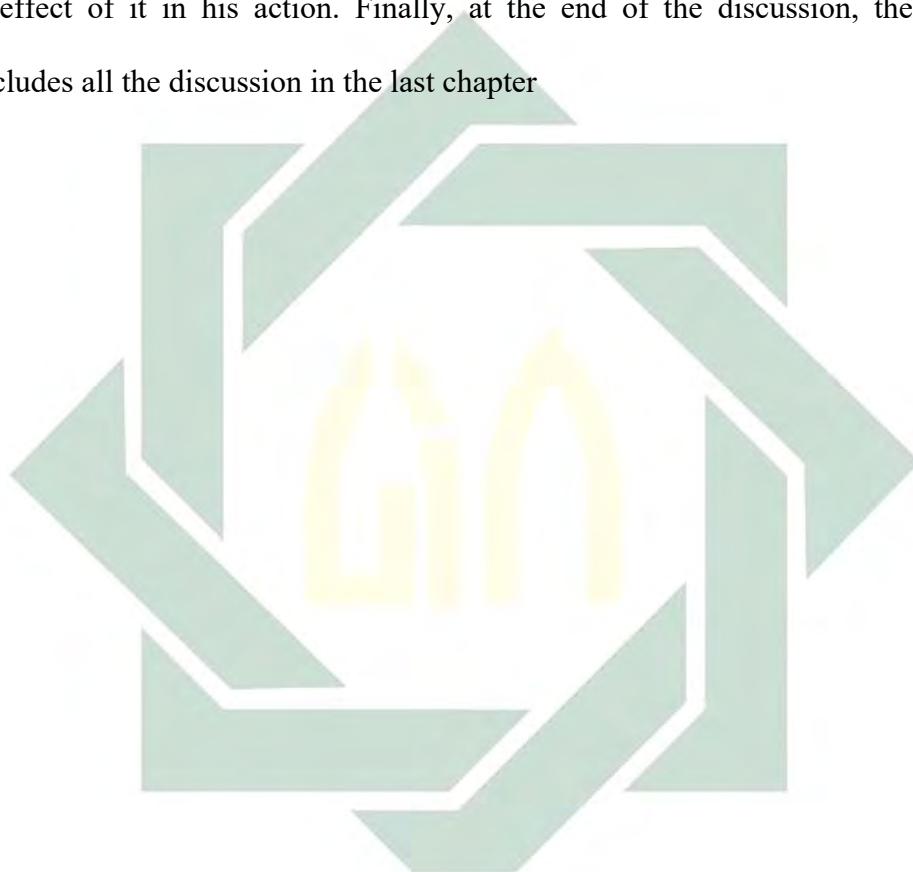 effect of it in his action. Finally, at the end of the discussion, the
cludes all the discussion in the last chapter